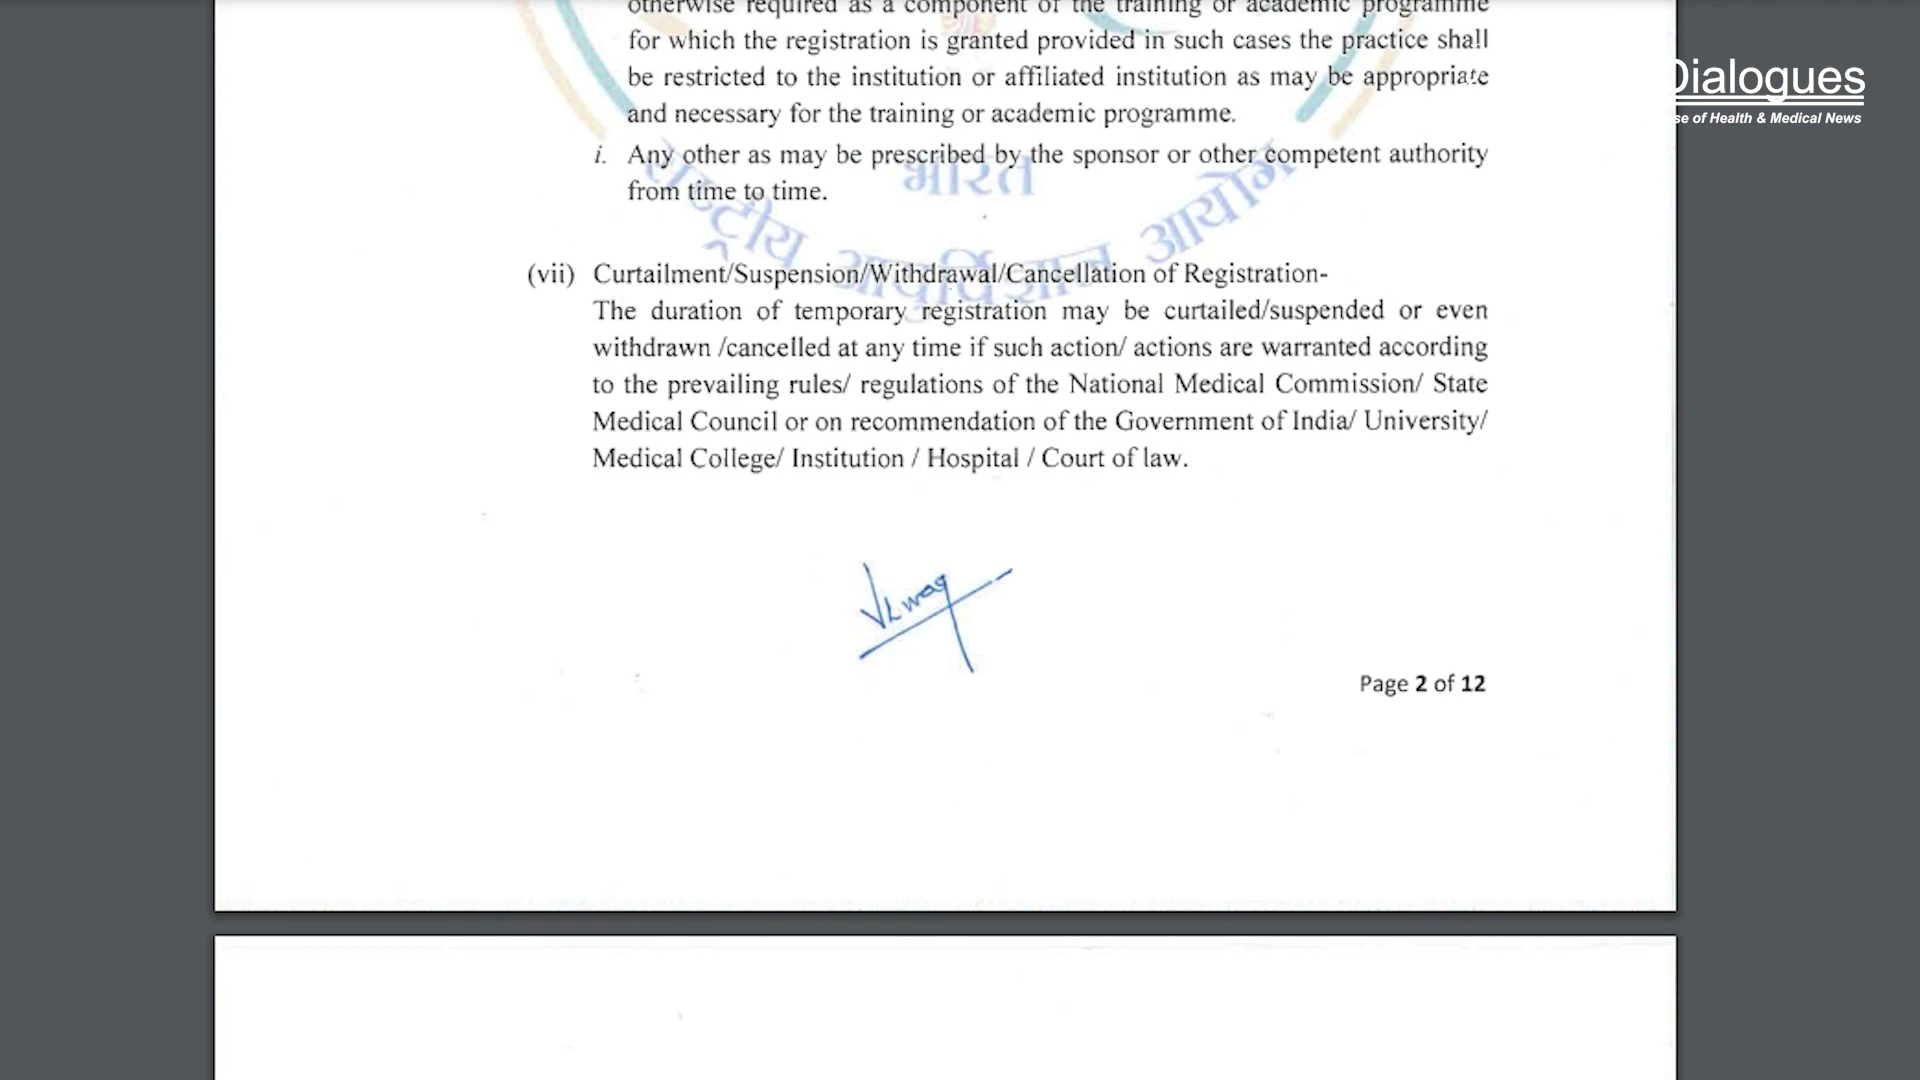 otherwise required as a component of the training or academic programme
for which the registration is granted provided in such cases the practice shall
be restricted to the institution or affiliated institution as may be appropriate
and necessary for the training or academic programme.
i. Any other as may be prescribed by the sponsor or other competent authority
from time to time.
भारत
राष्ट्रीय आयुर्विज्ञान आयोग
(vii) Curtailment/Suspension/Withdrawal/Cancellation of Registration-
The duration of temporary registration may be curtailed/suspended or even
withdrawn /cancelled at any time if such action/ actions are warranted according
to the prevailing rules/ regulations of the National Medical Commission/ State
Medical Council or on recommendation of the Government of India/ University/
Medical College/ Institution / Hospital / Court of law.
Page 2 of 12
Dialogues
se of Health & Medical News